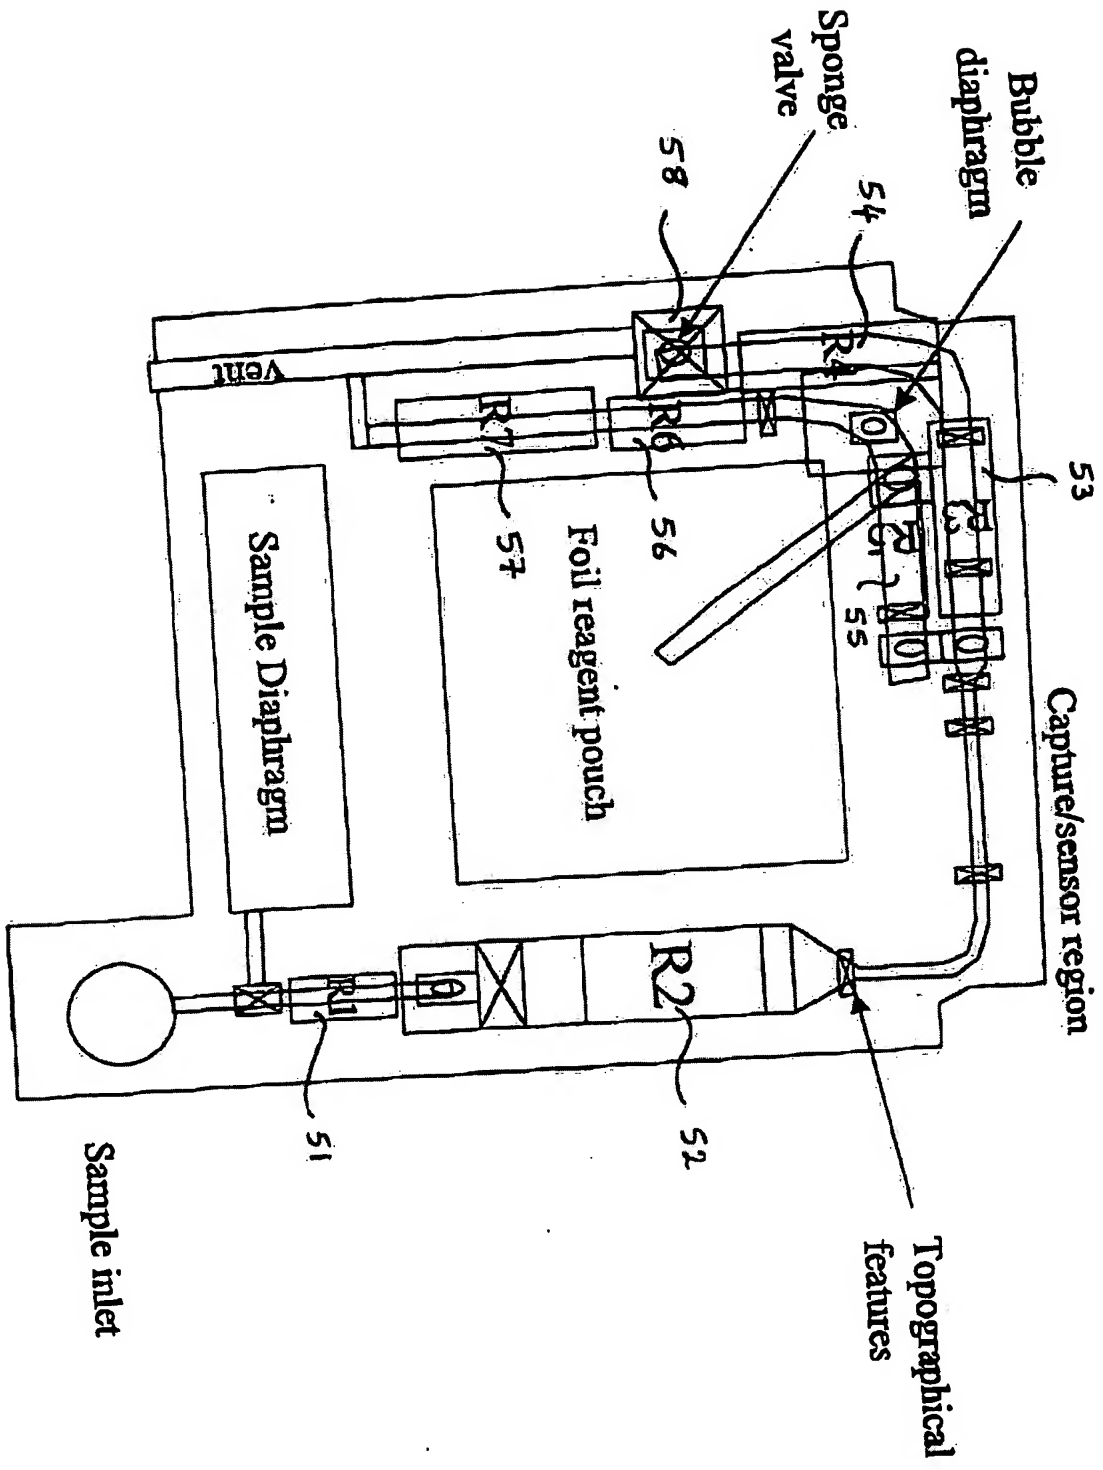 Capture/sensor region
Topographical
features
Bubble
diaphragm
Sponge
valve
53
54
58
R3
R4
R5
55
R6
56
R7
57
Vent
Foil reagent pouch
Sample Diaphragm
R2
52
R1
51
Sample inlet